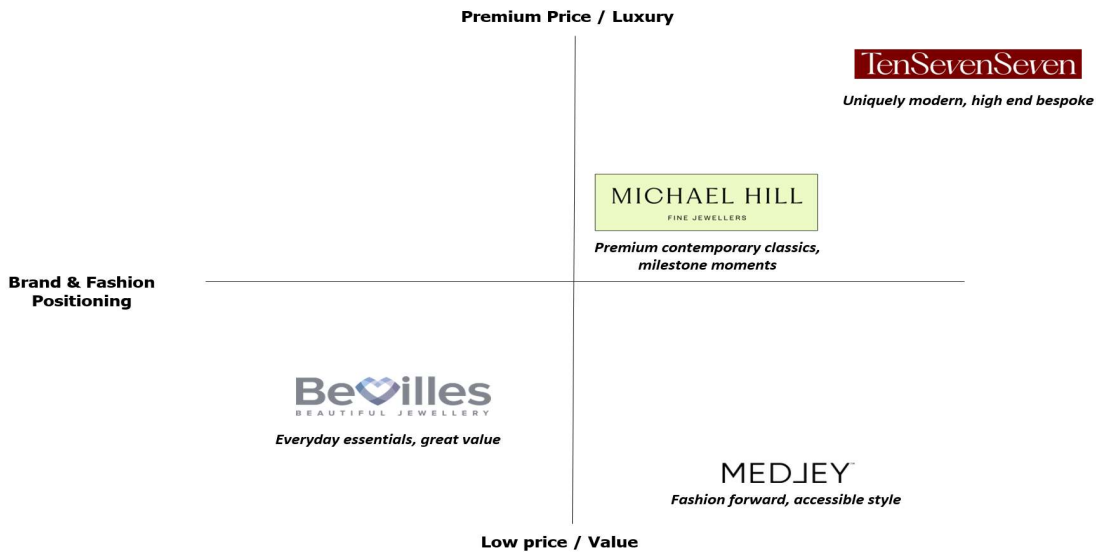 Premium Price / Luxury
TenSevenSeven
Uniquely modern, high end bespoke
MICHAEL HILL
FINE JEWELLERS
Premium contemporary classics,
milestone moments
Brand & Fashion
Positioning
Bevilles
BEAUTIFUL JEWELLERY
Everyday essentials, great value
MEDLEY™
Fashion forward, accessible style
Low price / Value